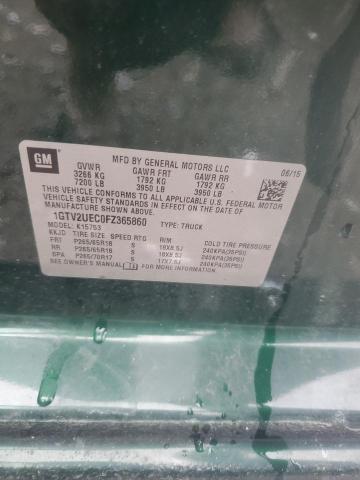 GM
MFD BY GENERAL MOTORS LLC
06/15
GVWR GAWR FRT GAWR RR
3266 KG 1792 KG 1792 KG
7200 LB 3950 LB 3950 LB
THIS VEHICLE CONFORMS TO ALL APPLICABLE U.S. FEDERAL MOTOR
VEHICLE SAFETY STANDARDS IN EFFECT ON THE DATE OF
MANUFACTURE SHOWN ABOVE.
1GTV2UEC0FZ365860 TYPE: TRUCK
MODEL: K15753
KKJD TIRE SIZE SPEED RTG RIM COLD TIRE PRESSURE
FRT P265/65R18 S 18X8.5J 240KPA(35PSI)
RR P265/65R18 S 18X8.5J 240KPA(35PSI)
SPA P265/70R17 S 17X7.5J 240KPA(35PSI)
SEE OWNER'S MANUAL